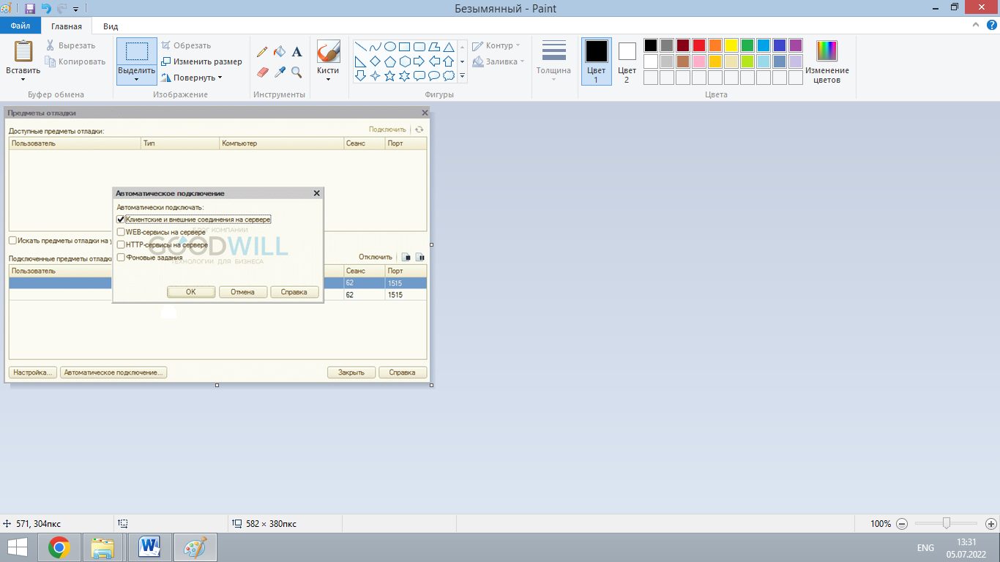 Безымянный - Paint
Файл Главная Вид
Вставить
Вырезать
Копировать
Буфер обмена
Выделить
Обрезать
Изменить размер
Повернуть
Изображение
Инструменты
Кисти
Контур
Заливка
Фигуры
Толщина
Цвет 1
Цвет 2
Изменение цветов
Цвета
Предметы отладки
Доступные предметы отладки:
Подключить
Пользователь Тип Компьютер Сеанс Порт
Автоматическое подключение
Автоматически подключать:
Клиентские и внешние соединения на сервере
БЛОГ КОМПАНИИ
WEB-сервисы на сервере
Искать предметы отладки на
HTTP-сервисы на сервере
GOODWILL
Подключенные предметы отладки
Фоновые задания
ТЕХНОЛОГИИ ДЛЯ БИЗНЕСА
Отключить
Пользователь Сеанс Порт
62 1515
OK Отмена Справка
62 1515
Настройка... Автоматическое подключение... Закрыть Справка
571, 304пкс 582 × 380пкс 100%
ENG
13:31
05.07.2022